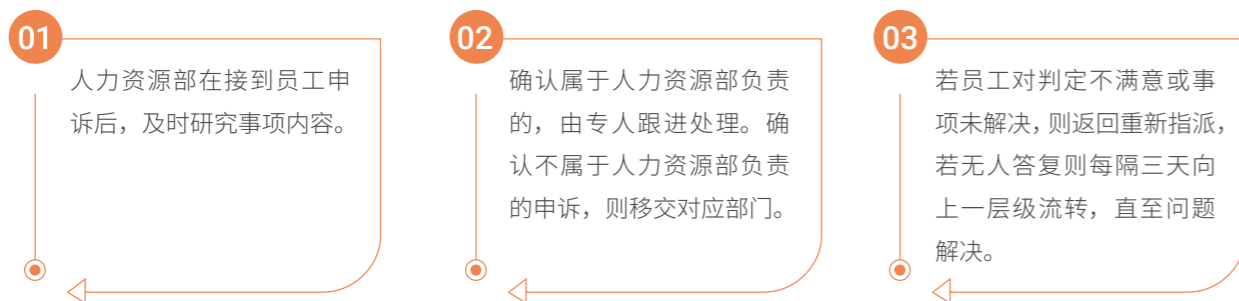 01
人力资源部在接到员工申
诉后，及时研究事项内容。
02
确认属于人力资源部负责
的，由专人跟进处理。确
认不属于人力资源部负责
的申诉，则移交对应部门。
03
若员工对判定不满意或事
项未解决，则返回重新指派，
若无人答复则每隔三天向
上一层级流转，直至问题
解决。